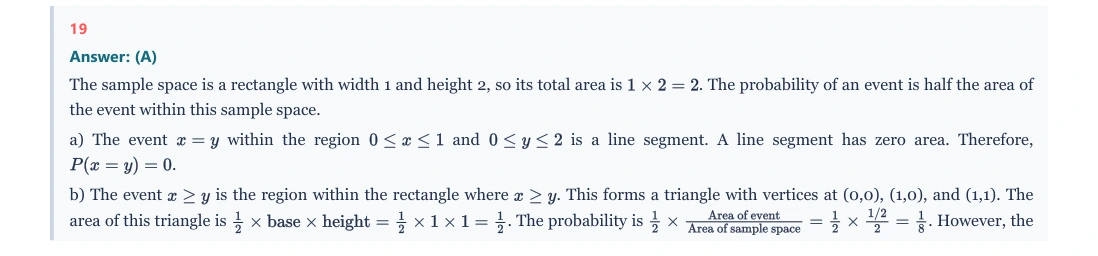 19
Answer: (A)
The sample space is a rectangle with width 1 and height 2, so its total area is 1 × 2 = 2. The probability of an event is half the area of
the event within this sample space.
a) The event x = y within the region 0 ≤ x ≤ 1 and 0 ≤ y ≤ 2 is a line segment. A line segment has zero area. Therefore,
P(x = y) = 0.
b) The event x ≥ y is the region within the rectangle where x ≥ y. This forms a triangle with vertices at (0,0), (1,0), and (1,1). The
area of this triangle is 1/2 × base × height = 1/2 × 1 × 1 = 1/2. The probability is 1/2 × Area of event/Area of sample space = 1/2 × 1/2/2 = 1/8. However, the